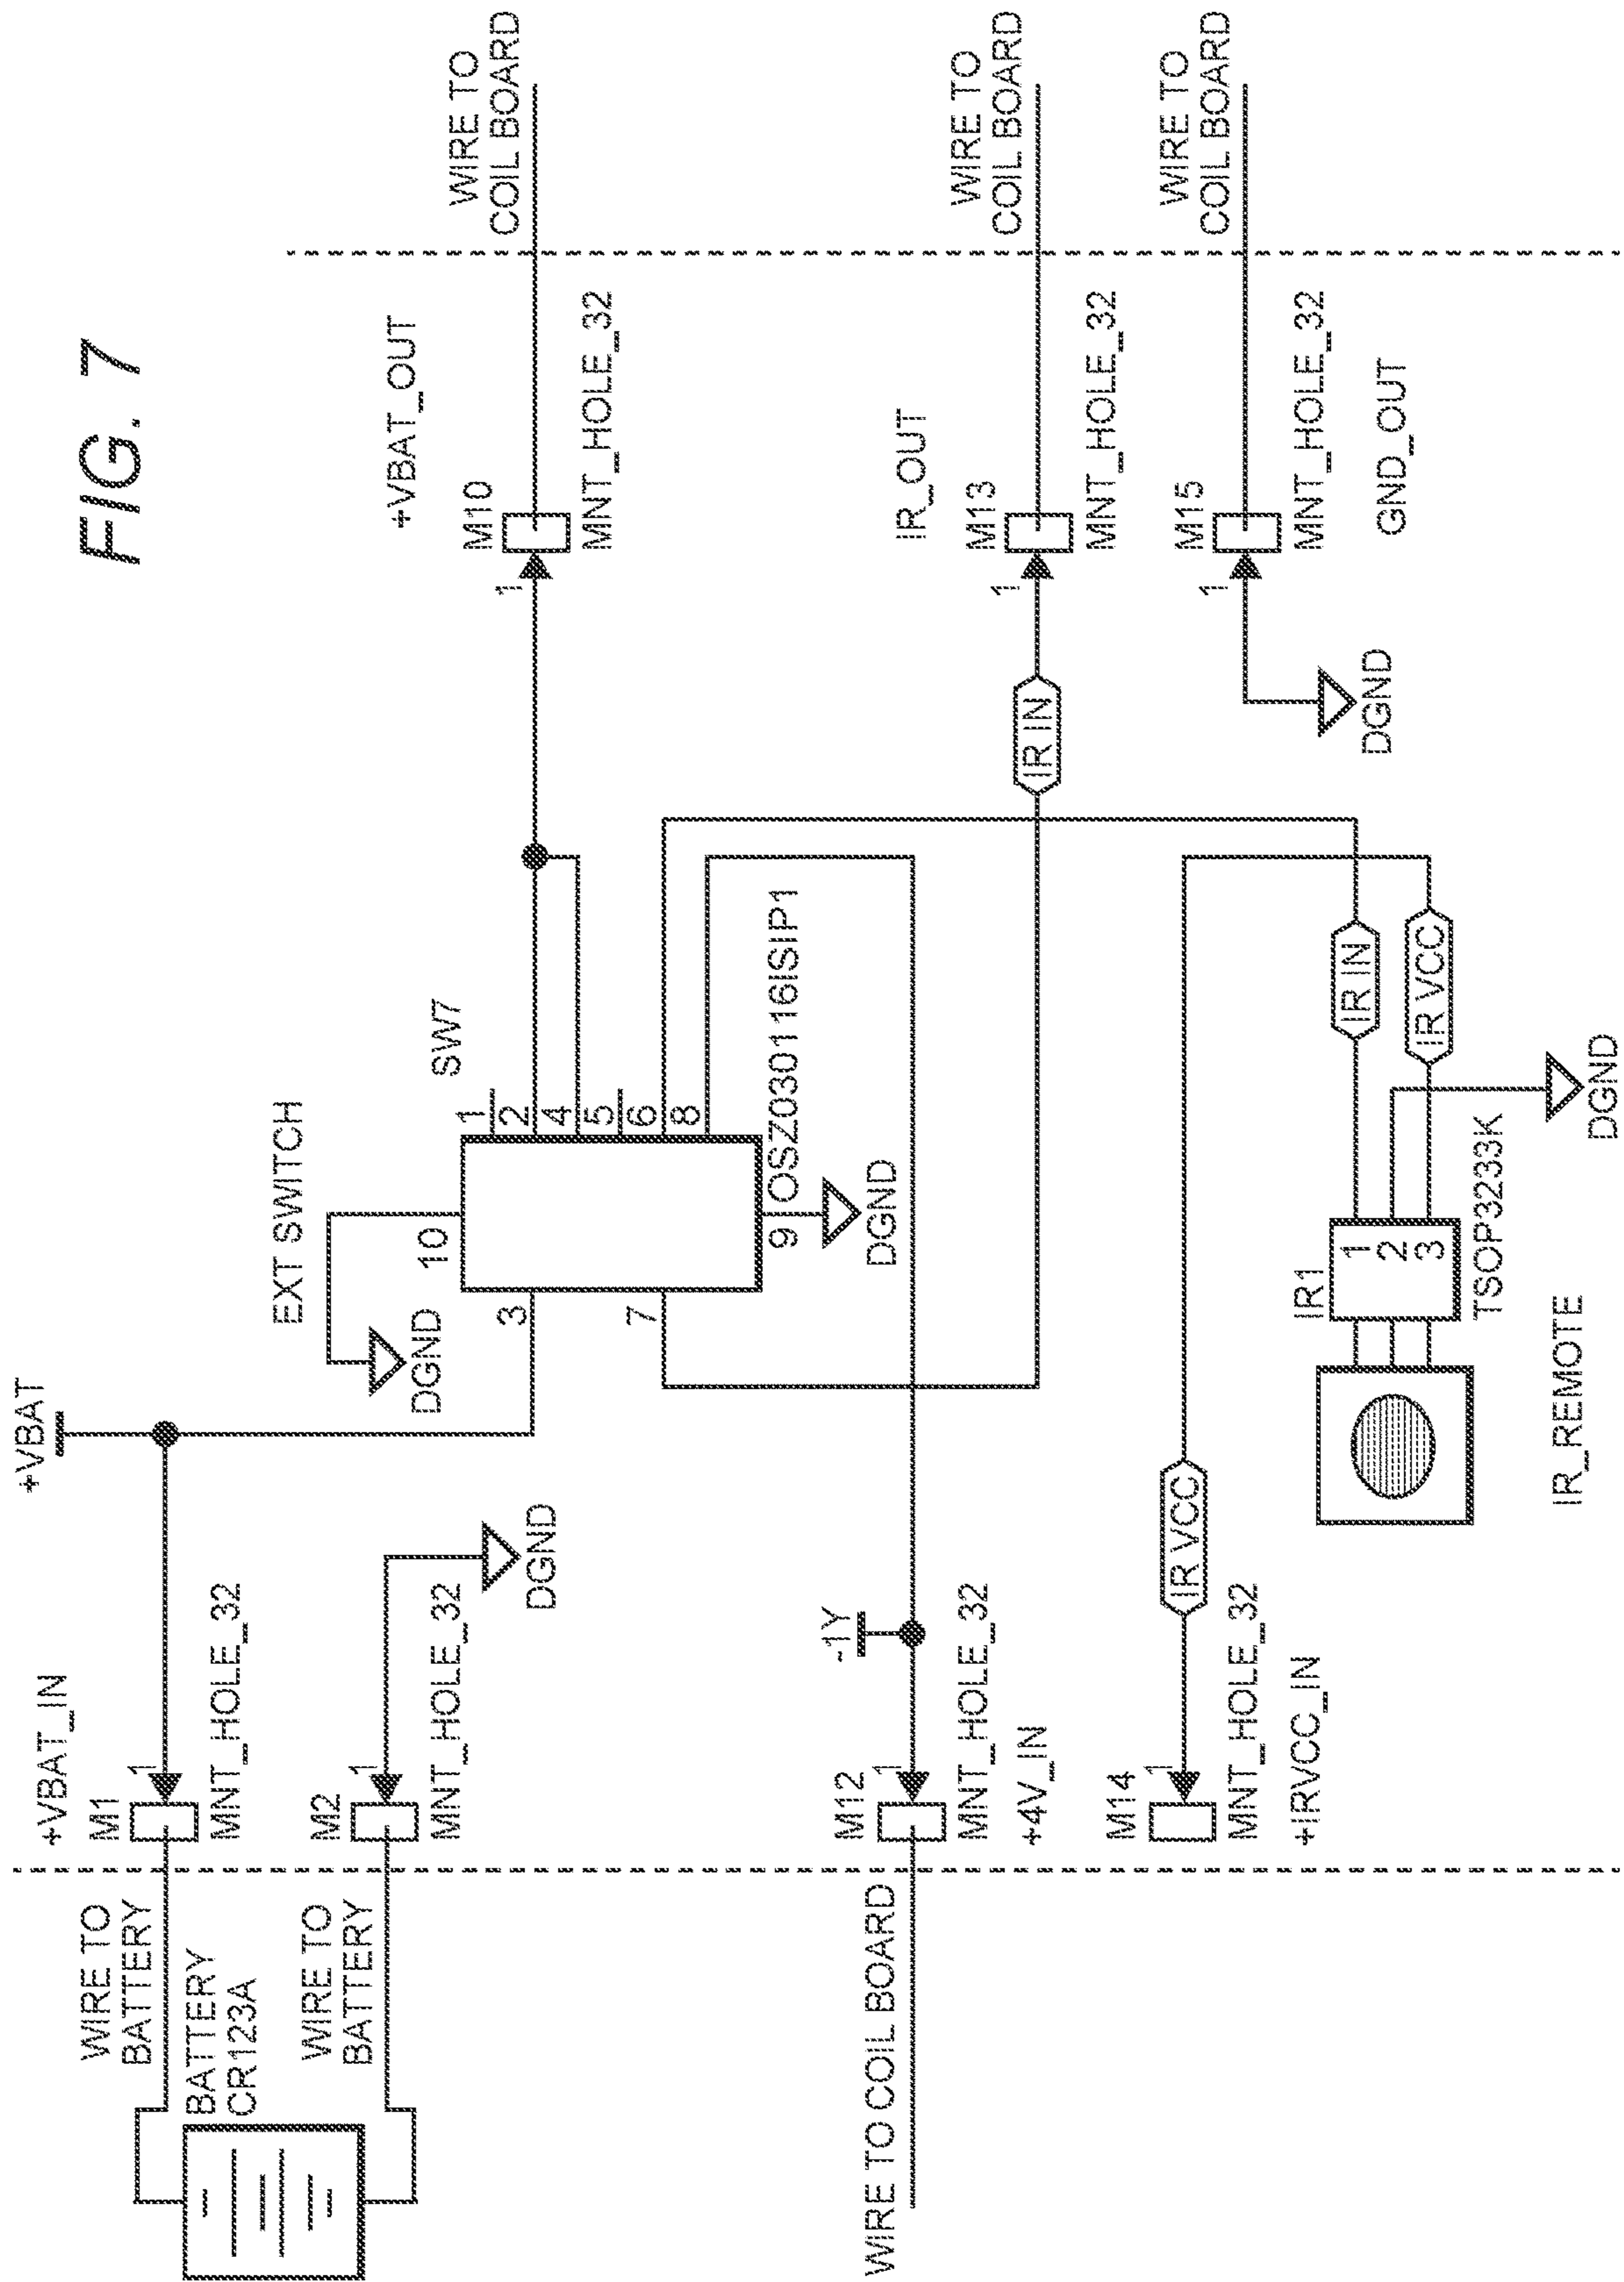 FIG. 7
+VBAT
+VBAT_IN
M1
1
MNT_HOLE_32
WIRE TO
BATTERY
BATTERY
CR123A
WIRE TO
BATTERY
M2
1
MNT_HOLE_32
DGND
EXT SWITCH
DGND
10
3
7
9
DGND
SW7
1
2
4
5
6
8
OSZ030116ISIP1
+VBAT_OUT
M10
1
MNT_HOLE_32
WIRE TO
COIL BOARD
IR_OUT
M13
1
MNT_HOLE_32
IR IN
WIRE TO
COIL BOARD
M15
1
MNT_HOLE_32
GND_OUT
DGND
WIRE TO
COIL BOARD
WIRE TO COIL BOARD
M12
1
MNT_HOLE_32
+4V_IN
-1Y
M14
1
MNT_HOLE_32
+IRVCC_IN
IR VCC
IR1
1
2
3
TSOP3233K
IR_REMOTE
IR IN
IR VCC
DGND